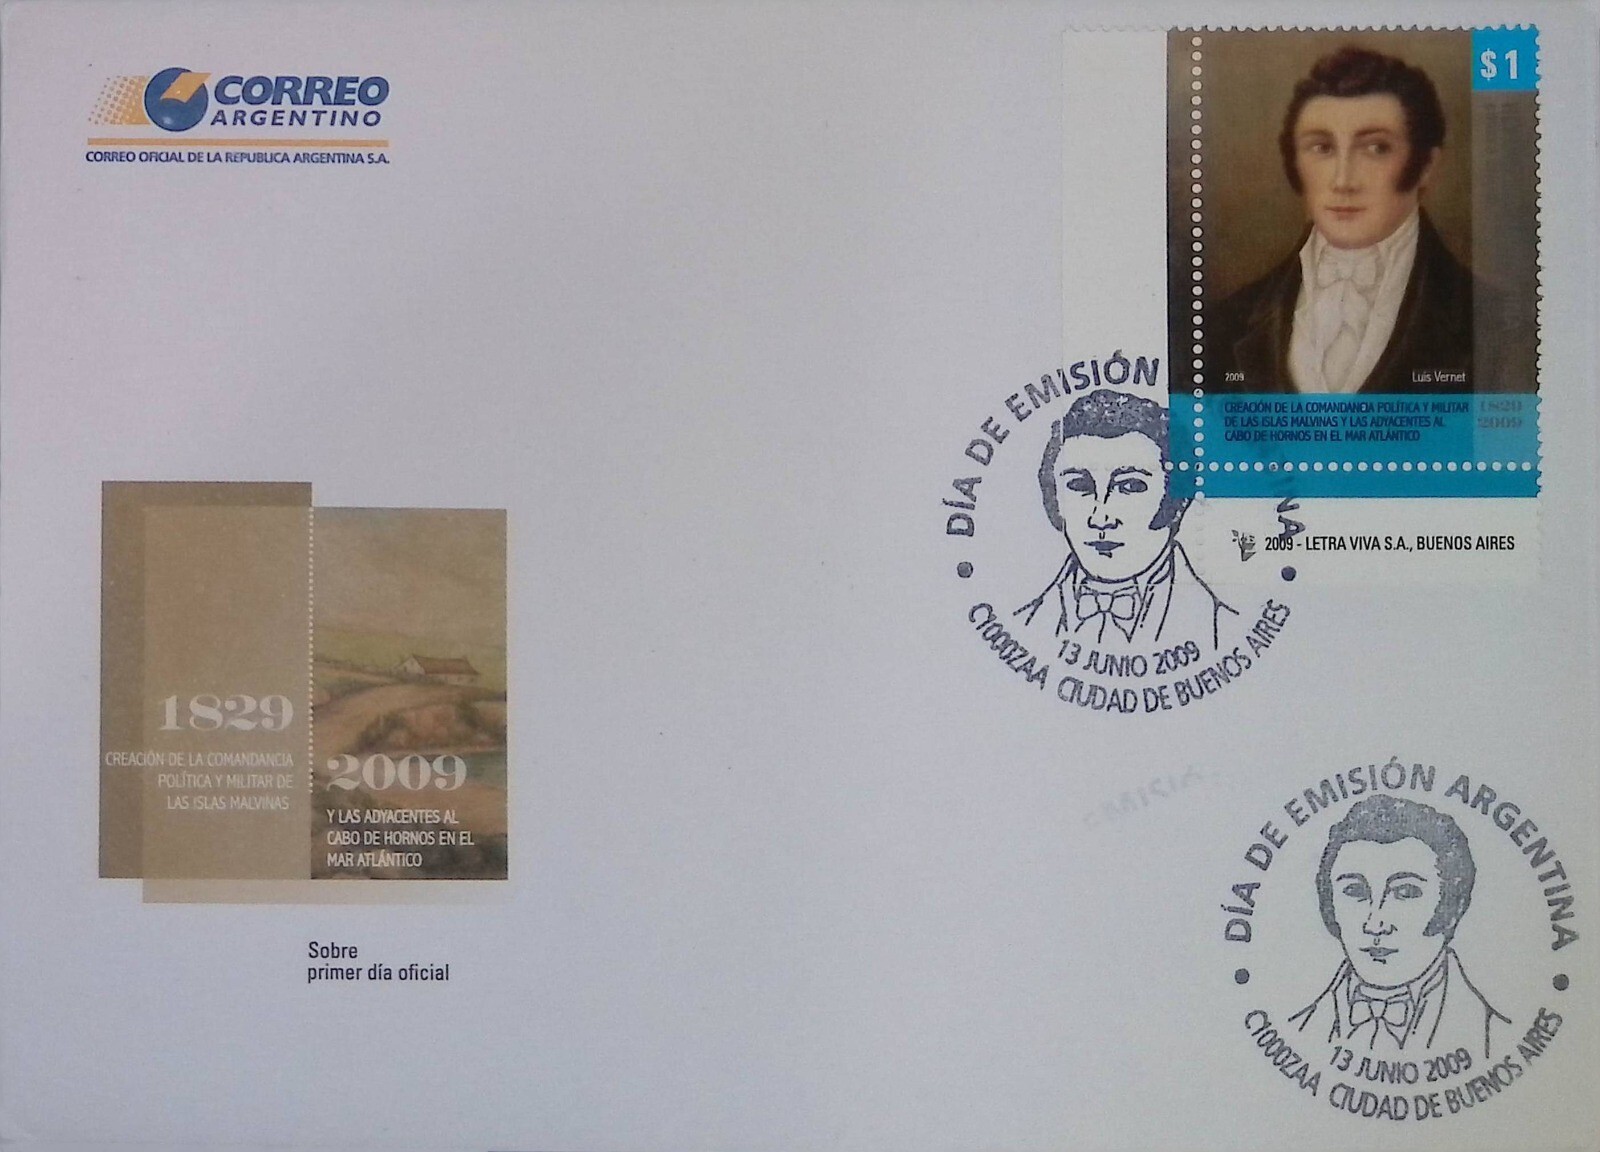 CORREO
ARGENTINO
CORREO OFICIAL DE LA REPUBLICA ARGENTINA S.A.
$1
2009
Luis Vernet
CREACIÓN DE LA COMANDANCIA POLÍTICA Y MILITAR
DE LAS ISLAS MALVINAS Y LAS ADYACENTES AL
CABO DE HORNOS EN EL MAR ATLÁNTICO
1829
2009
2009 - LETRA VIVA S.A., BUENOS AIRES
DÍA DE EMISIÓN
INA
13 JUNIO 2009
C1000ZAA CIUDAD DE BUENOS AIRES
1829
CREACIÓN DE LA COMANDANCIA
POLÍTICA Y MILITAR DE
LAS ISLAS MALVINAS
2009
Y LAS ADYACENTES AL
CABO DE HORNOS EN EL
MAR ATLÁNTICO
Sobre
primer día oficial
DÍA DE EMISIÓN ARGENTINA
13 JUNIO 2009
C1000ZAA CIUDAD DE BUENOS AIRES